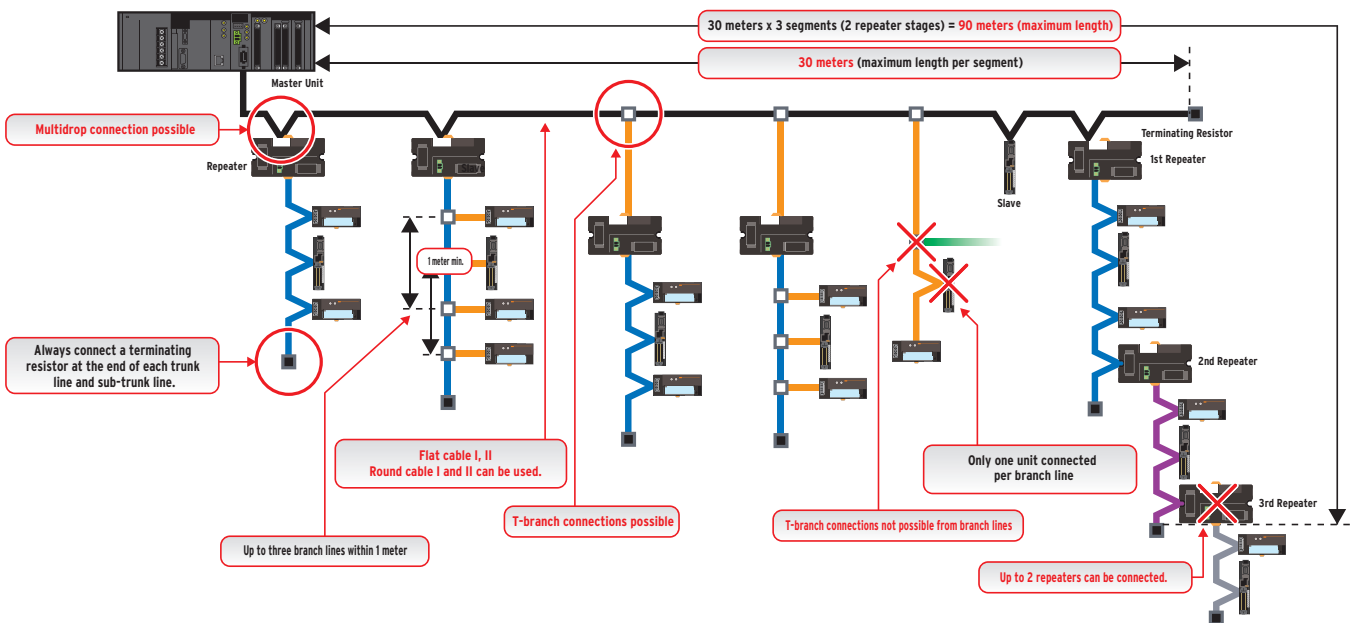 30 meters x 3 segments (2 repeater stages) = 90 meters (maximum length)
30 meters (maximum length per segment)
Master Unit
Multidrop connection possible
Terminating Resistor
Repeater
1st Repeater
Slave
1 meter min.
Always connect a terminating
resistor at the end of each trunk
line and sub-trunk line.
2nd Repeater
Flat cable I, II
Round cable I and II can be used.
Only one unit connected
per branch line
3rd Repeater
T-branch connections possible
T-branch connections not possible from branch lines
Up to three branch lines within 1 meter
Up to 2 repeaters can be connected.